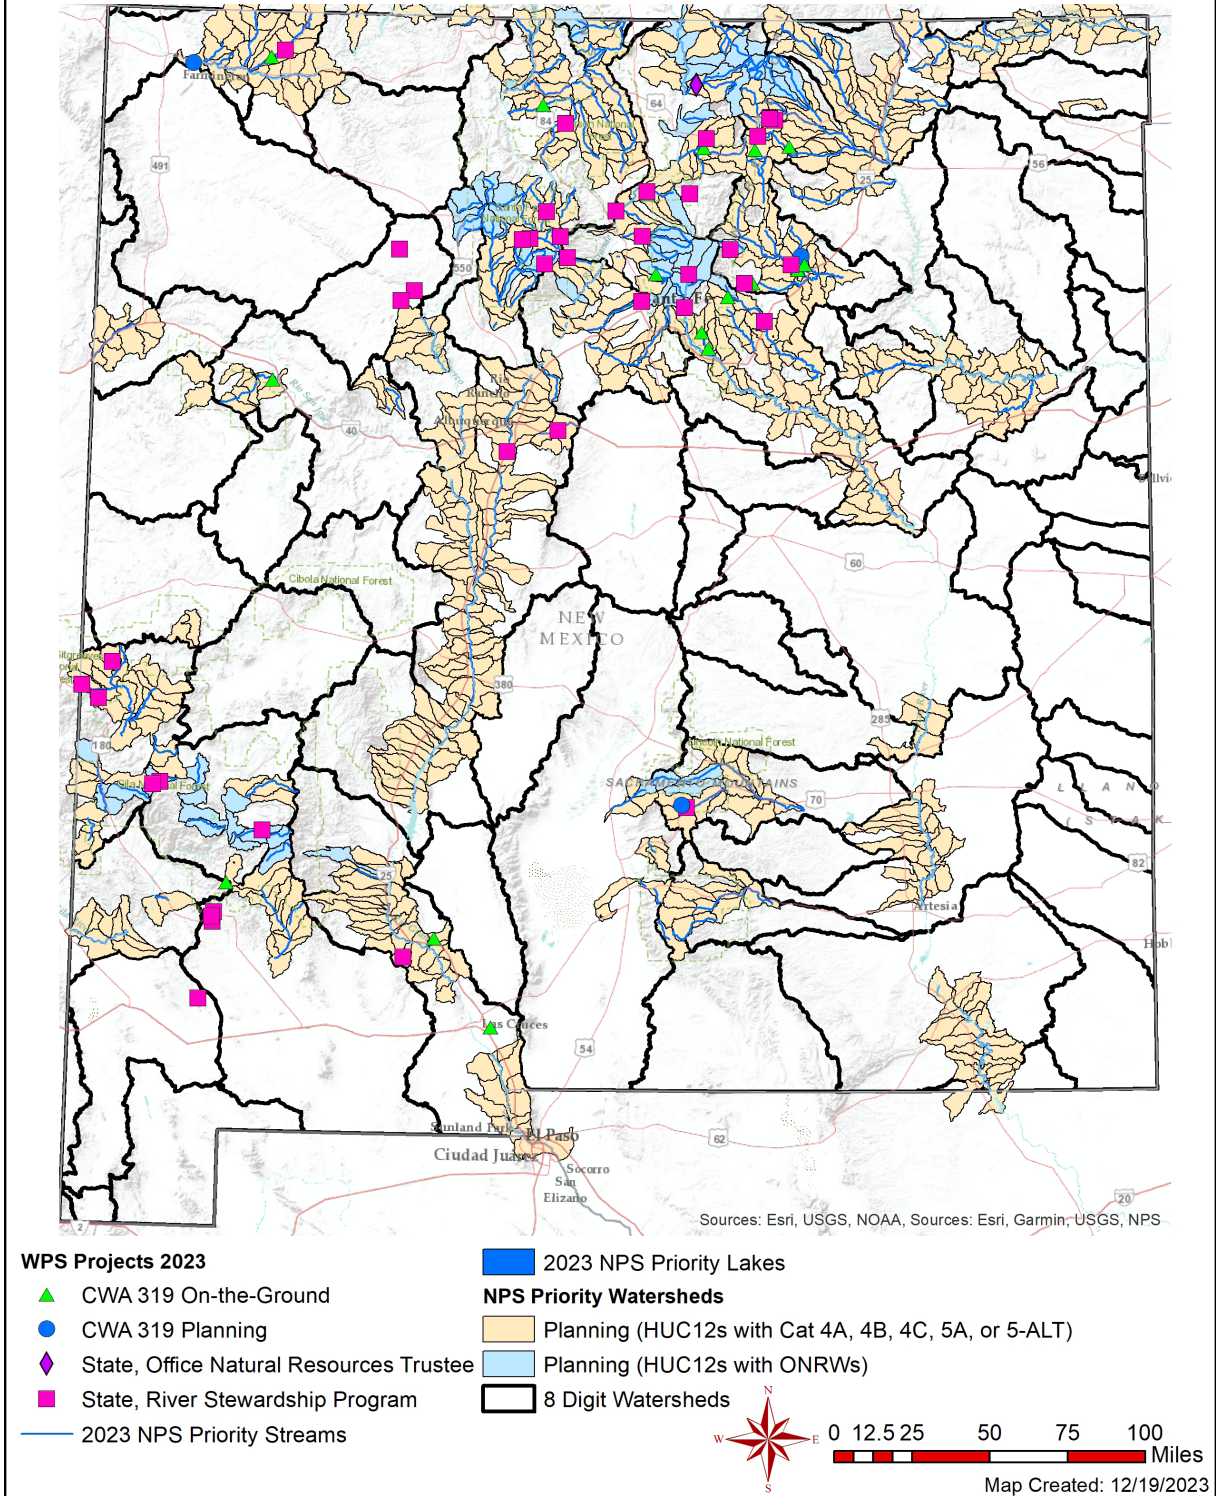 Farmington
64
84
491
56
25
550
Santa Fe
Rio
Rancho
Albuquerque
40
60
Cibola National Forest
NEW
MEXICO
380
285
180
Lincoln National Forest
SACRAMENTO MOUNTAINS
70
L L A N O
( S T A K
82
25
Artesia
Hob
Las Cruces
54
Sunland Park
El Paso
62
Ciudad Juárez
Socorro
San
Elizario
20
2
Sources: Esri, USGS, NOAA, Sources: Esri, Garmin, USGS, NPS
WPS Projects 2023
CWA 319 On-the-Ground
CWA 319 Planning
State, Office Natural Resources Trustee
State, River Stewardship Program
2023 NPS Priority Streams
2023 NPS Priority Lakes
NPS Priority Watersheds
Planning (HUC12s with Cat 4A, 4B, 4C, 5A, or 5-ALT)
Planning (HUC12s with ONRWs)
8 Digit Watersheds
N
W E
S
0 12.5 25 50 75 100
Miles
Map Created: 12/19/2023